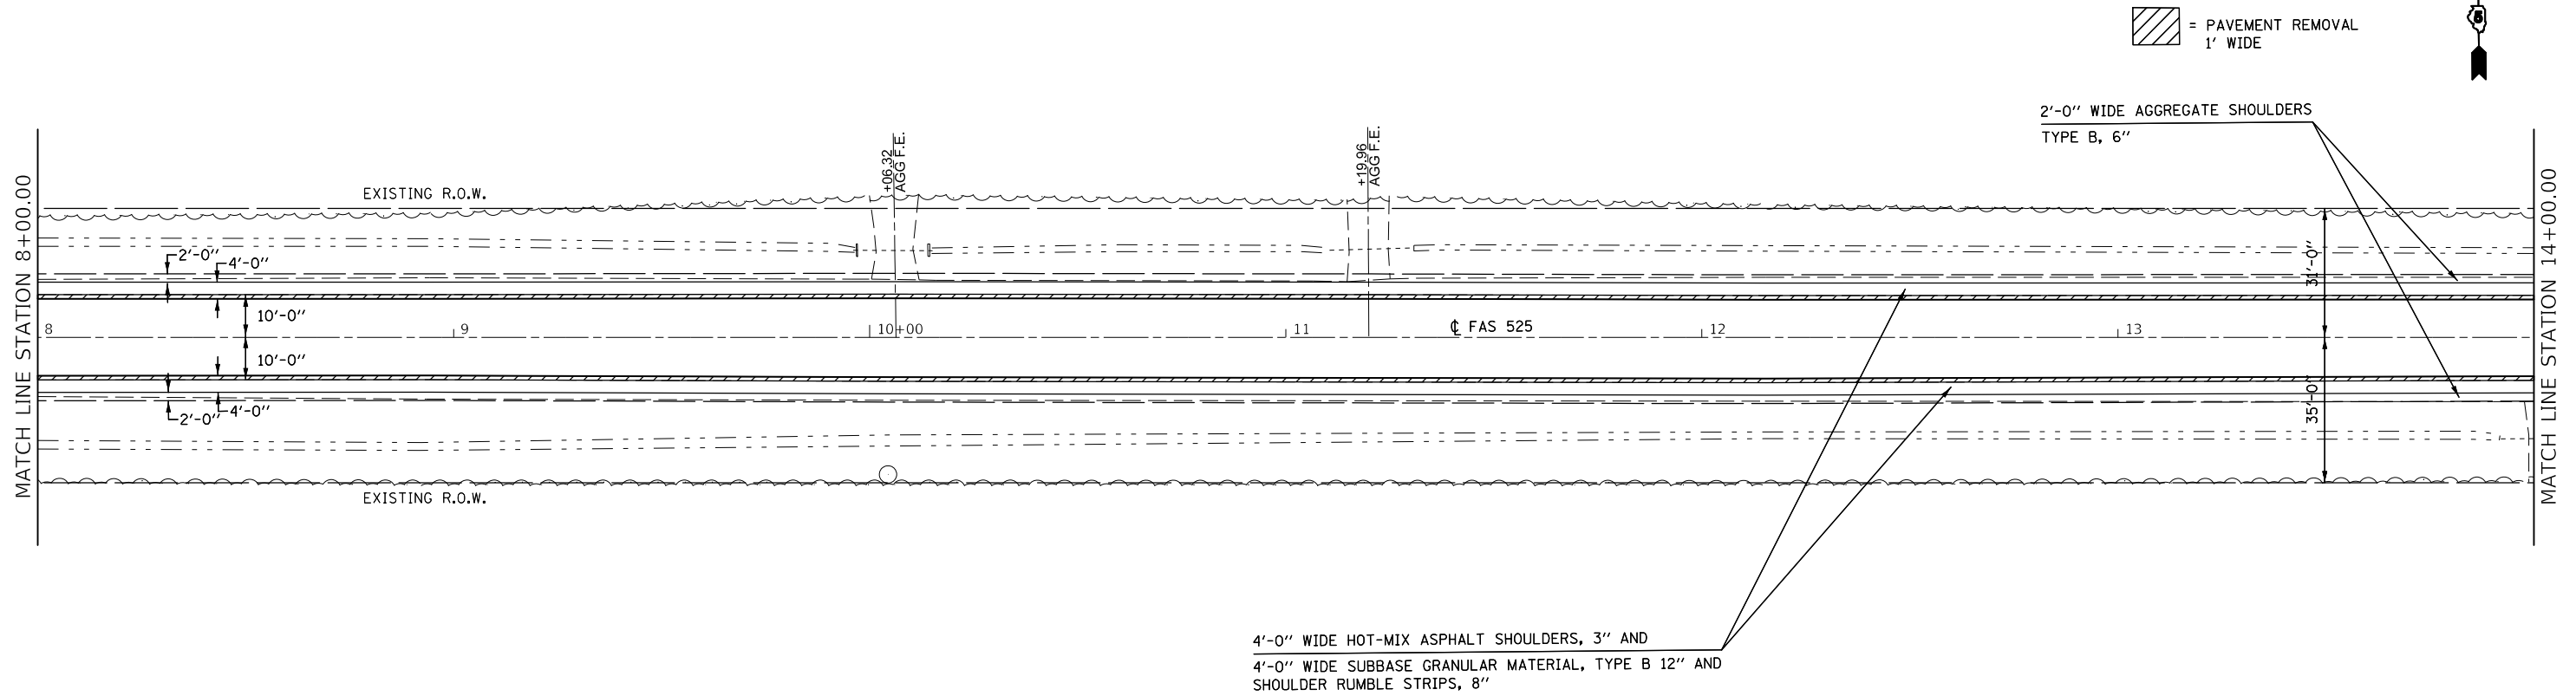 = PAVEMENT REMOVAL
1' WIDE
5
2'-0" WIDE AGGREGATE SHOULDERS
TYPE B, 6"
MATCH LINE STATION 8+00.00
EXISTING R.O.W.
+06.32
AGG F.E.
+19.96
AGG F.E.
MATCH LINE STATION 14+00.00
2'-0"
4'-0"
31'-0"
10'-0"
8
9
10+00
11
℄ FAS 525
12
13
10'-0"
2'-0"
4'-0"
35'-0"
EXISTING R.O.W.
4'-0" WIDE HOT-MIX ASPHALT SHOULDERS, 3" AND
4'-0" WIDE SUBBASE GRANULAR MATERIAL, TYPE B 12" AND
SHOULDER RUMBLE STRIPS, 8"